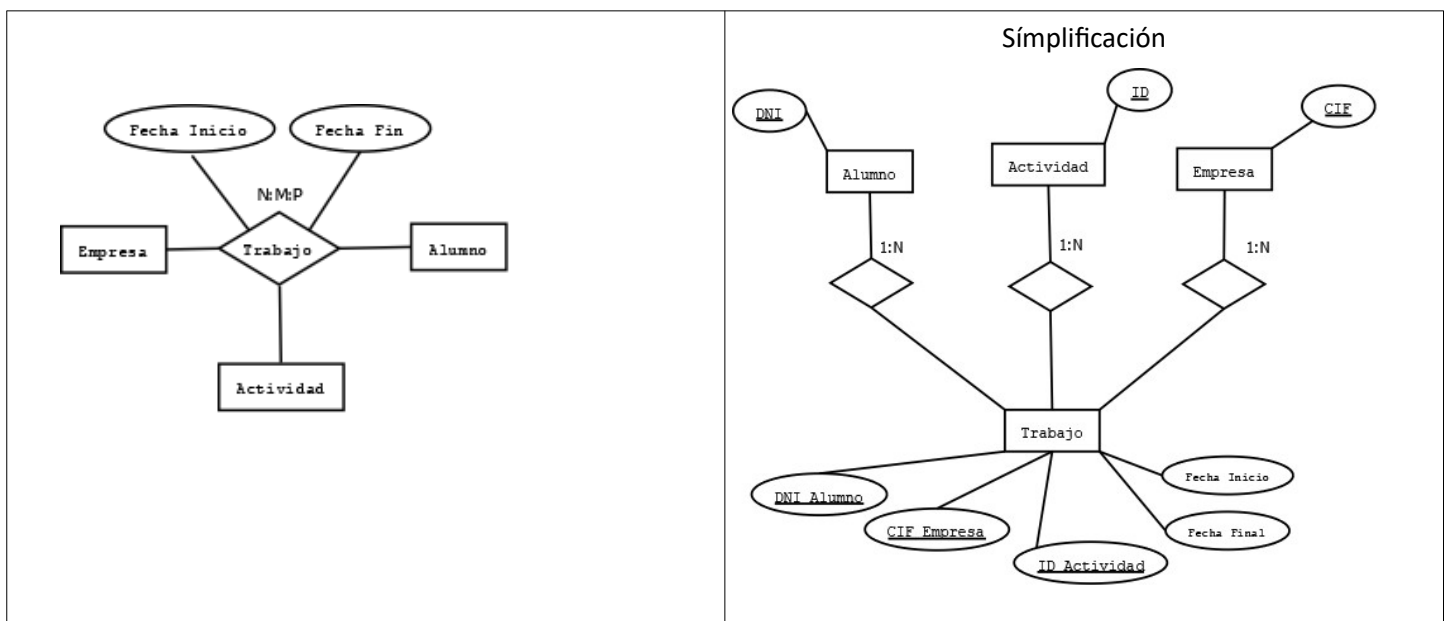 Fecha Inicio
Fecha Fin
N:M:P
Empresa
Trabajo
Alumno
Actividad
Símplificación
DNI
ID
CIF
Alumno
Actividad
Empresa
1:N
1:N
1:N
Trabajo
DNI Alumno
CIF Empresa
ID Actividad
Fecha Inicio
Fecha Final